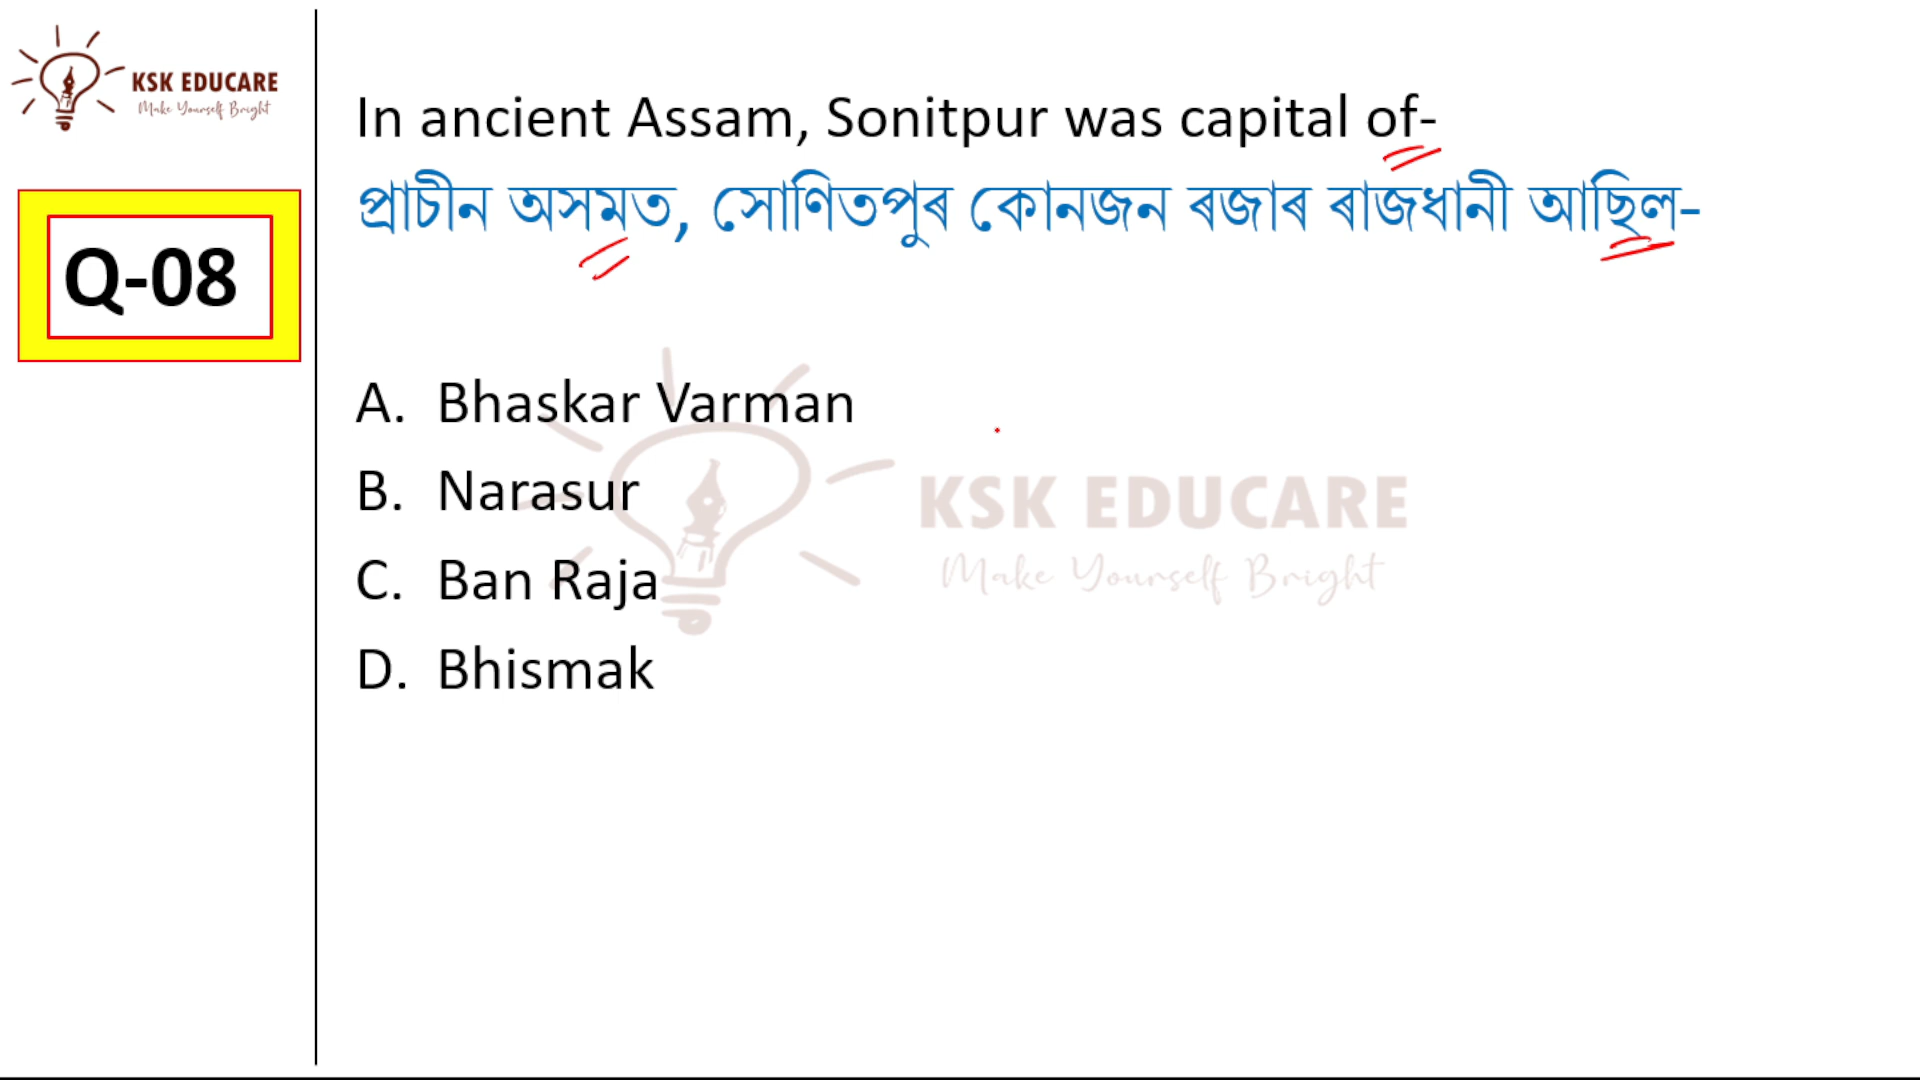 KSK EDUCARE
Make Yourself Bright
Q-08
In ancient Assam, Sonitpur was capital of-
প্ৰাচীন অসমত, সোণিতপুৰ কোনজন ৰজাৰ ৰাজধানী আছিল-
A. Bhaskar Varman
B. Narasur
C. Ban Raja
D. Bhismak
KSK EDUCARE
Make Yourself Bright